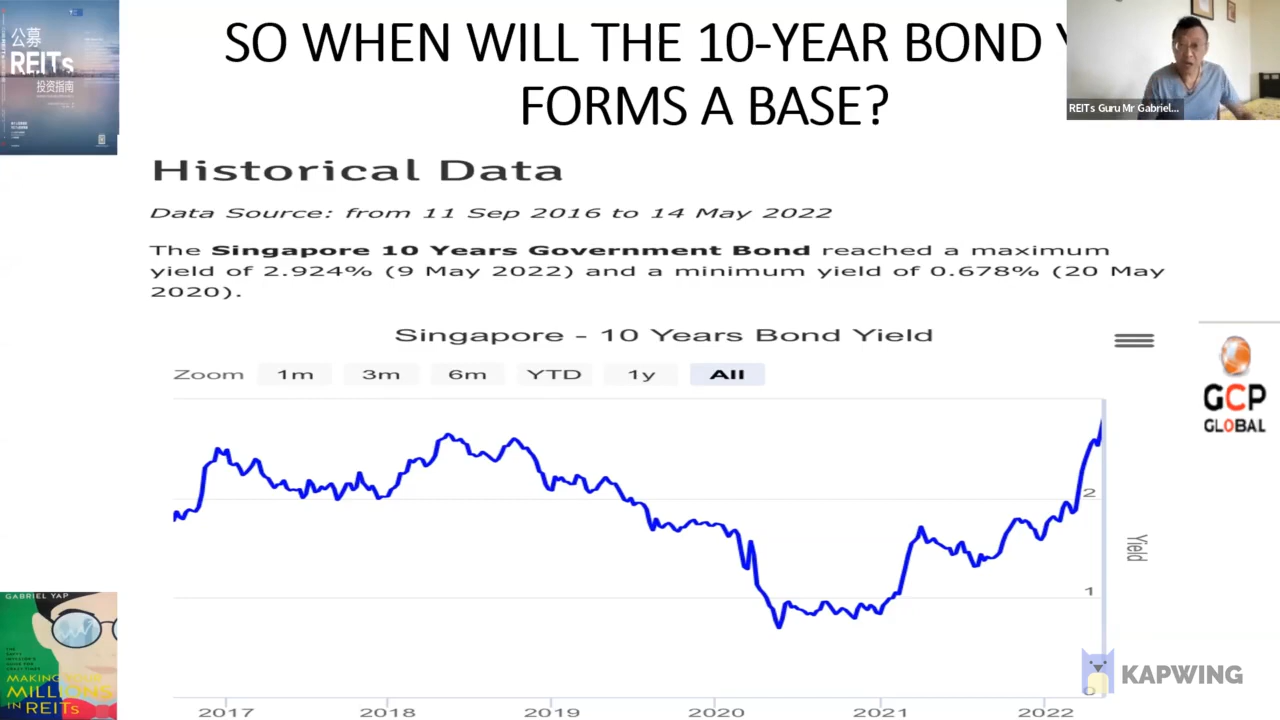 公募
REITs
投资指南
SO WHEN WILL THE 10-YEAR BOND
FORMS A BASE?
REITs Guru Mr Gabriel...
Historical Data
Data Source: from 11 Sep 2016 to 14 May 2022
The Singapore 10 Years Government Bond reached a maximum
yield of 2.924% (9 May 2022) and a minimum yield of 0.678% (20 May
2020).
Singapore - 10 Years Bond Yield
Zoom 1m 3m 6m YTD 1y All
GCP
GLOBAL
2
Yield
1
0
2017 2018 2019 2020 2021 2022
GABRIEL YAP
MAKING YOUR
MILLIONS
IN REITs
KAPWING